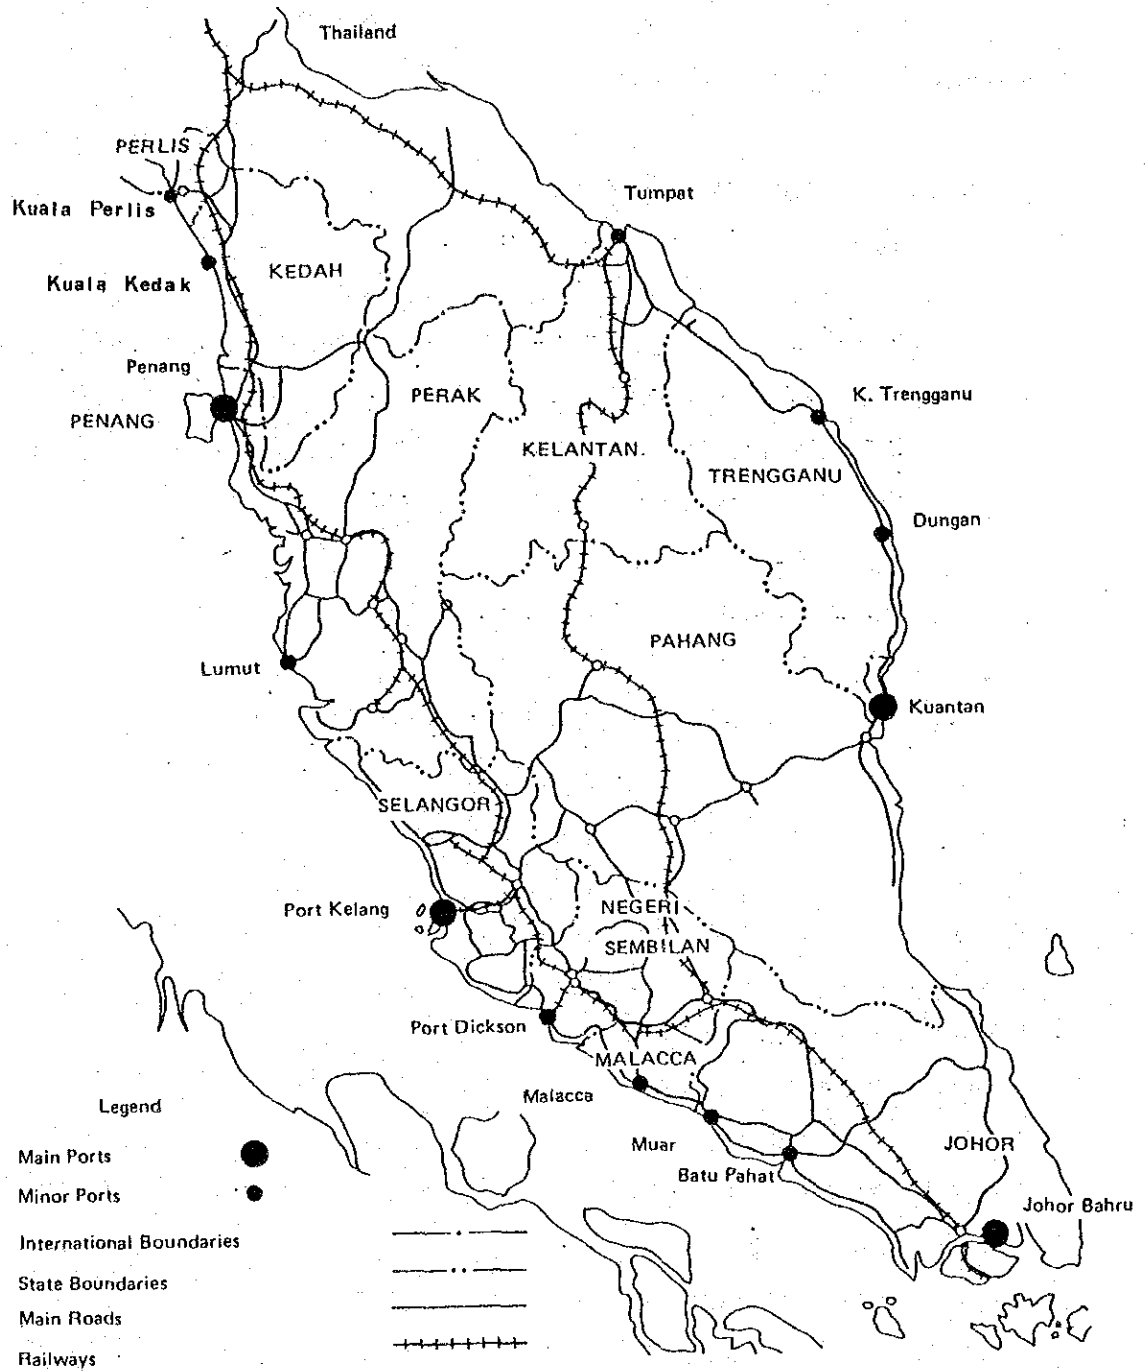 Thailand
PERLIS
Tumpat
Kuala Perlis
KEDAH
Kuala Kedak
Penang
PERAK
K. Trengganu
PENANG
KELANTAN
TRENGGANU
Dungan
PAHANG
Lumut
Kuantan
SELANGOR
Port Kelang
NEGERI
SEMBILAN
Port Dickson
MALACCA
Malacca
Legend
Muar
JOHOR
Main Ports
Batu Pahat
Minor Ports
Johor Bahru
International Boundaries
State Boundaries
Main Roads
Railways